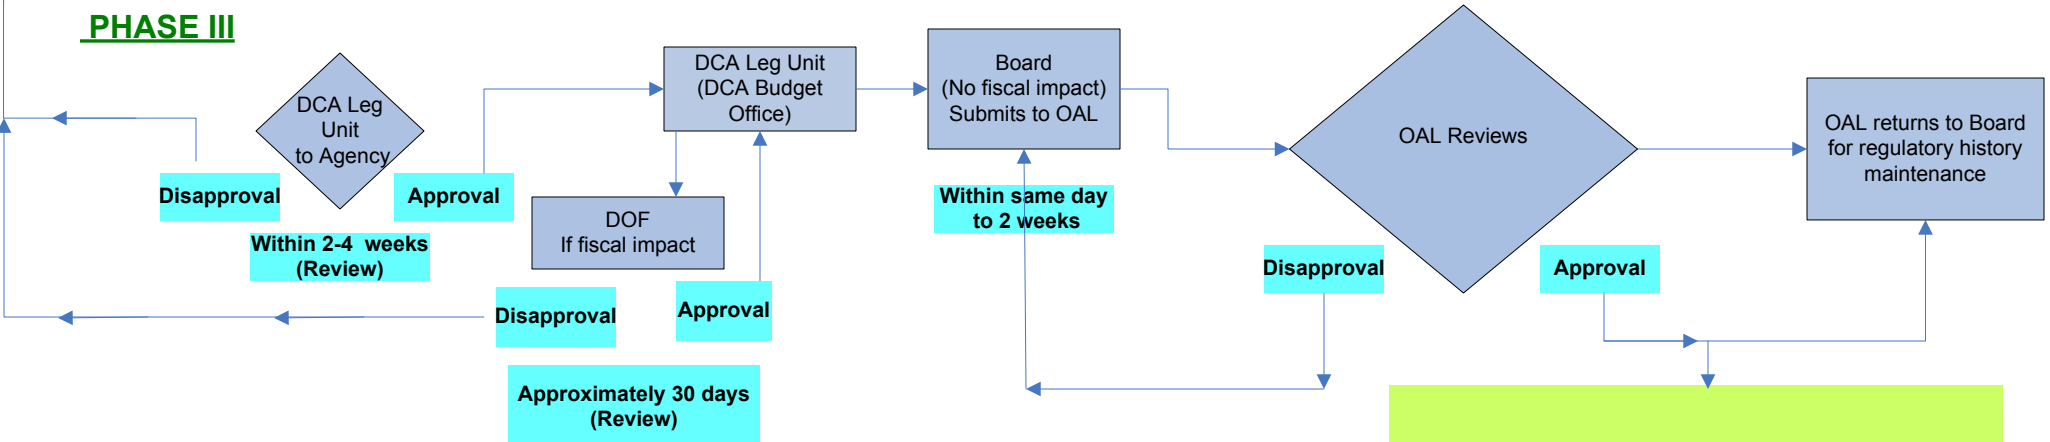 PHASE III
DCA Leg
Unit
to Agency
Disapproval
Approval
Within 2-4 weeks
(Review)
DCA Leg Unit
(DCA Budget
Office)
DOF
If fiscal impact
Disapproval
Approval
Approximately 30 days
(Review)
Board
(No fiscal impact)
Submits to OAL
Within same day
to 2 weeks
OAL Reviews
Disapproval
Approval
OAL returns to Board
for regulatory history
maintenance